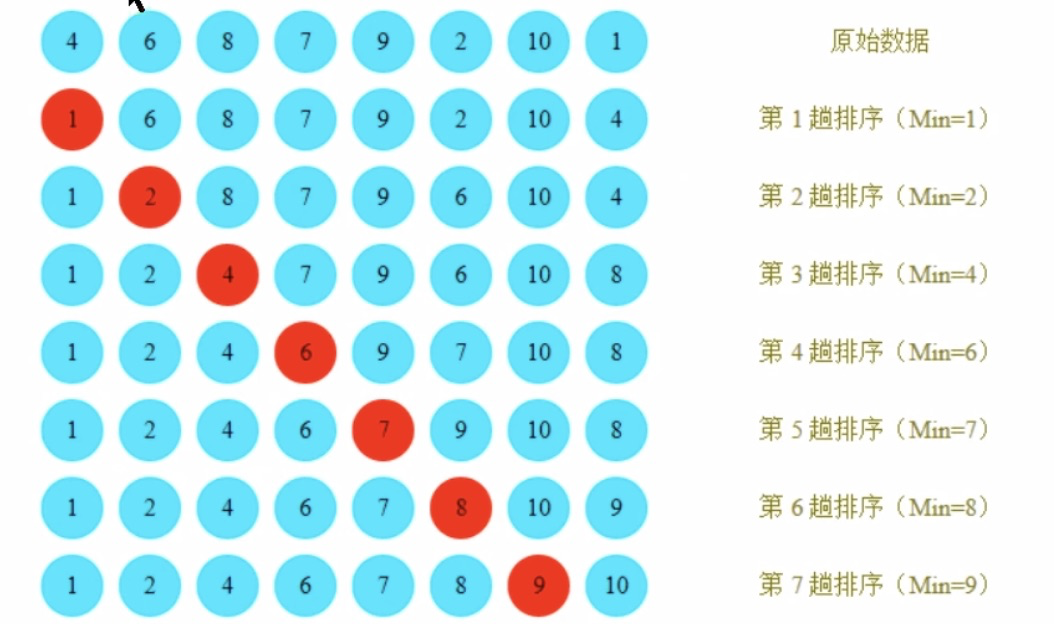 4 6 8 7 9 2 10 1 原始数据
1 6 8 7 9 2 10 4 第 1 趟排序（Min=1）
1 2 8 7 9 6 10 4 第 2 趟排序（Min=2）
1 2 4 7 9 6 10 8 第 3 趟排序（Min=4）
1 2 4 6 9 7 10 8 第 4 趟排序（Min=6）
1 2 4 6 7 9 10 8 第 5 趟排序（Min=7）
1 2 4 6 7 8 10 9 第 6 趟排序（Min=8）
1 2 4 6 7 8 9 10 第 7 趟排序（Min=9）